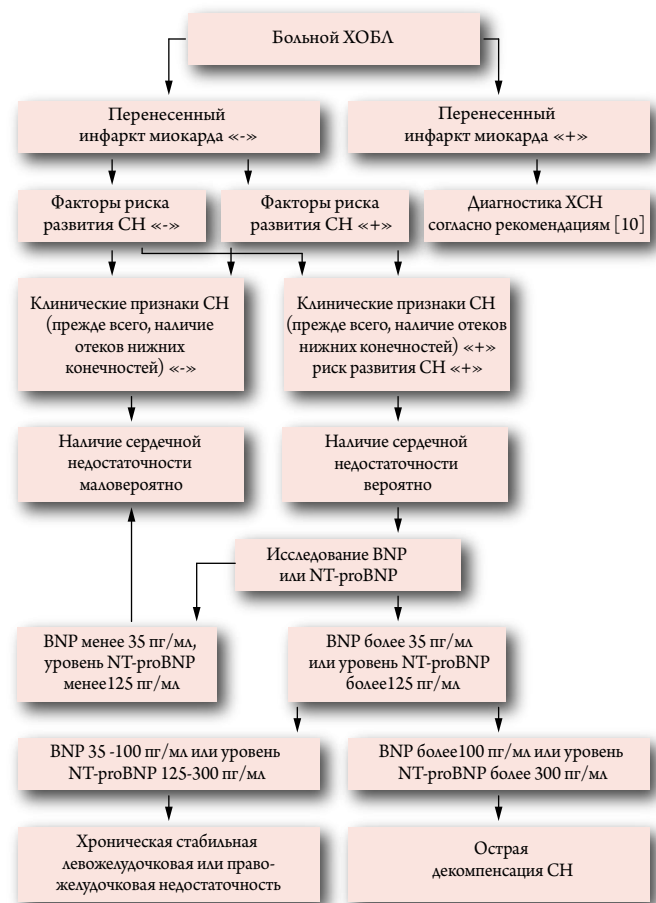 Больной ХОБЛ
Перенесенный
инфаркт миокарда «-»
Перенесенный
инфаркт миокарда «+»
Факторы риска
развития СН «-»
Факторы риска
развития СН «+»
Диагностика ХСН
согласно рекомендациям [10]
Клинические признаки СН
(прежде всего, наличие
отеков нижних
конечностей) «-»
Клинические признаки СН
(прежде всего, наличие отеков
нижних конечностей) «+»
риск развития СН «+»
Наличие сердечной
недостаточности
маловероятно
Наличие сердечной
недостаточности
вероятно
Исследование BNP
или NT-proBNP
BNP менее 35 пг/мл,
уровень NT-proBNP
менее125 пг/мл
BNP более 35 пг/мл
или уровень NT-proBNP
более125 пг/мл
BNP 35 -100 пг/мл или уровень
NT-proBNP 125-300 пг/мл
BNP более100 пг/мл или уровень
NT-proBNP более 300 пг/мл
Хроническая стабильная
левожелудочковая или право-
желудочковая недостаточность
Острая
декомпенсация СН